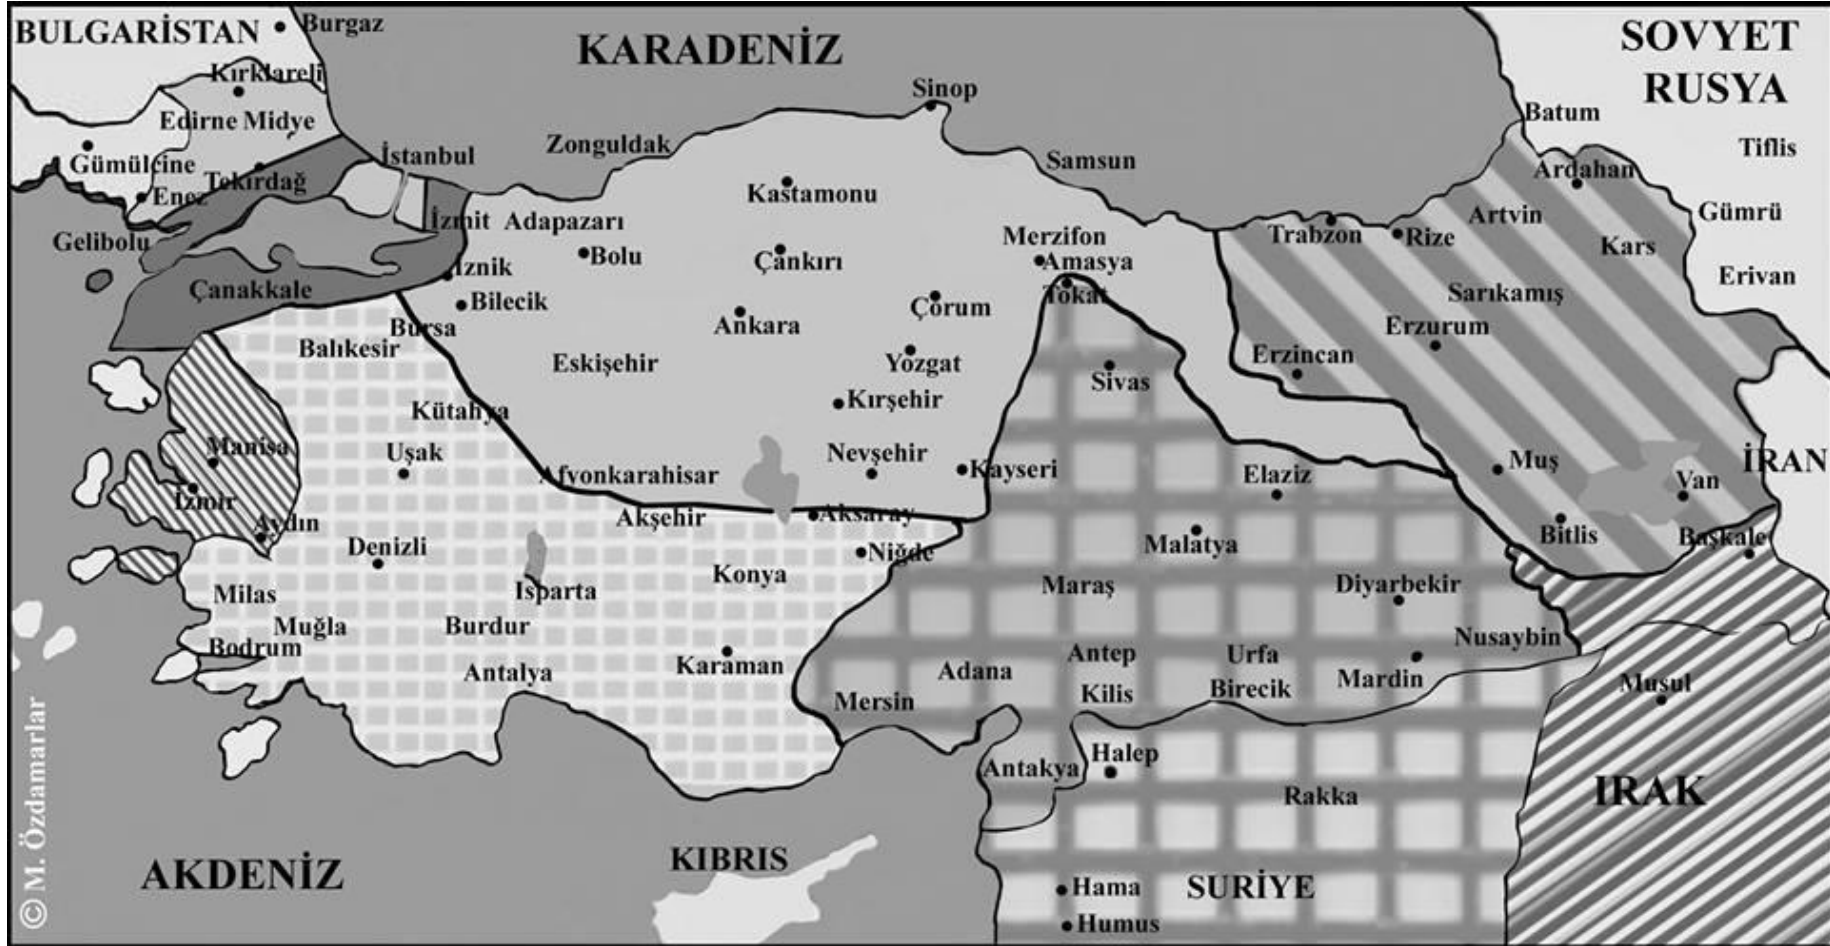 BULGARİSTAN
Burgaz
KARADENİZ
SOVYET
RUSYA
Kırklareli
Sinop
Edirne Midye
Batum
Gümülcine
İstanbul
Zonguldak
Samsun
Tiflis
Enez
Tekirdağ
Kastamonu
Ardahan
Gelibolu
İzmit
Adapazarı
Merzifon
Trabzon
Rize
Artvin
Gümrü
İznik
Bolu
Çankırı
Amasya
Kars
Çanakkale
Bilecik
Tokat
Sarıkamış
Erivan
Bursa
Ankara
Çorum
Erzurum
Balıkesir
Eskişehir
Yozgat
Sivas
Erzincan
Kütahya
Kırşehir
Manisa
Uşak
Nevşehir
Kayseri
Elaziz
Muş
İRAN
İzmir
Afyonkarahisar
Van
Aydın
Akşehir
Aksaray
Malatya
Bitlis
Başkale
Denizli
Niğde
Milas
Isparta
Konya
Maraş
Diyarbekir
Muğla
Burdur
Bodrum
Karaman
Antep
Urfa
Nusaybin
Antalya
Adana
Kilis
Birecik
Mardin
Musul
Mersin
Antakya
Halep
Rakka
IRAK
AKDENİZ
KIBRIS
Hama
SURİYE
Humus
© M. Özdamarlar